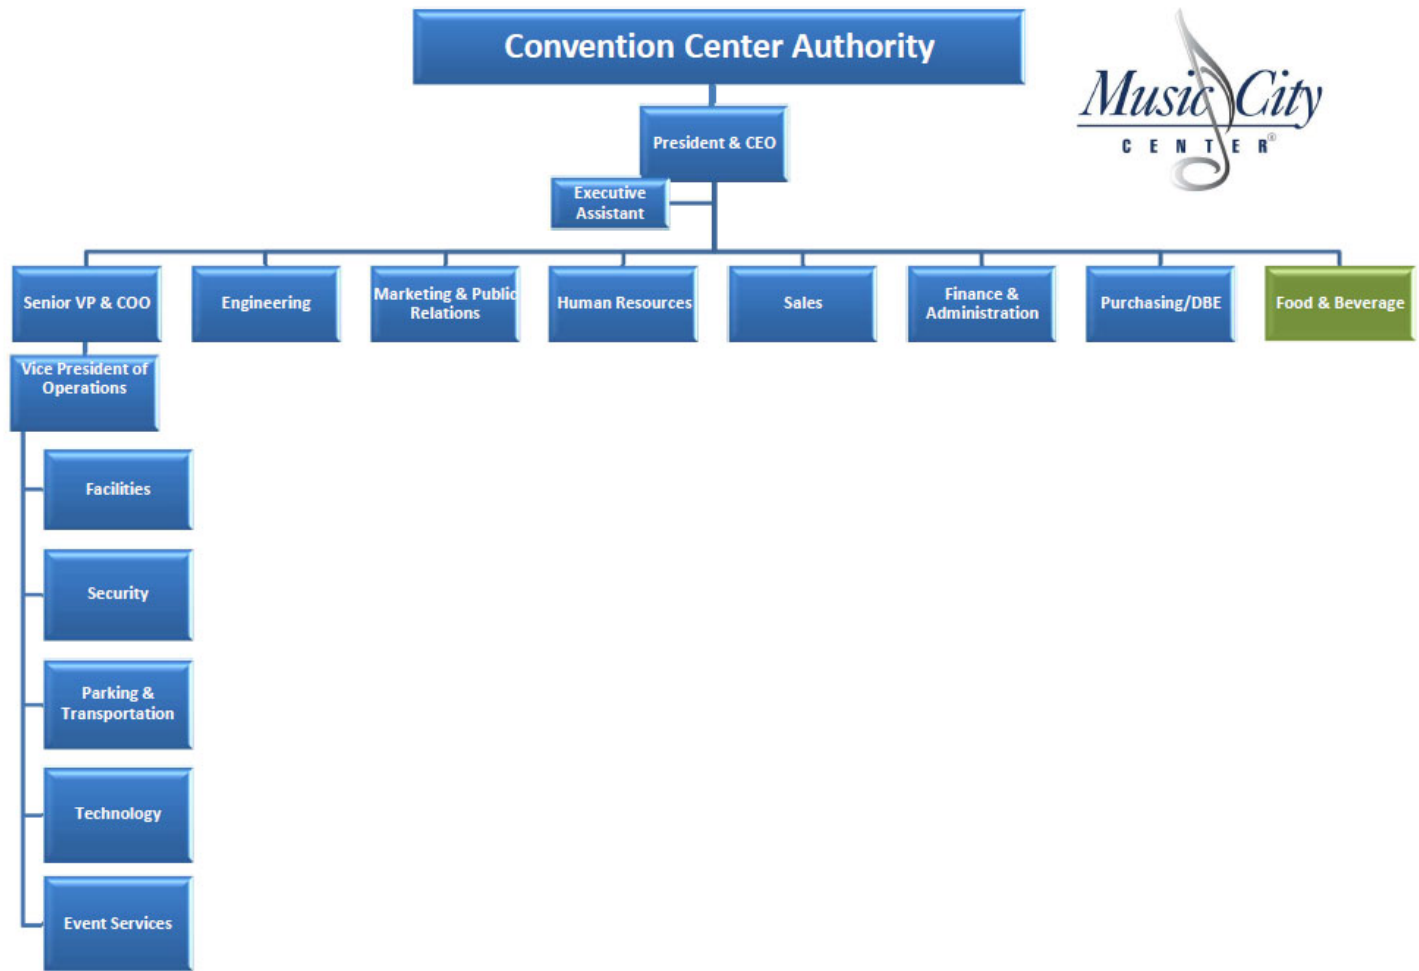 Convention Center Authority
Music City
CENTER®
President & CEO
Executive
Assistant
Senior VP & COO
Engineering
Marketing & Public
Relations
Human Resources
Sales
Finance &
Administration
Purchasing/DBE
Food & Beverage
Vice President of
Operations
Facilities
Security
Parking &
Transportation
Technology
Event Services